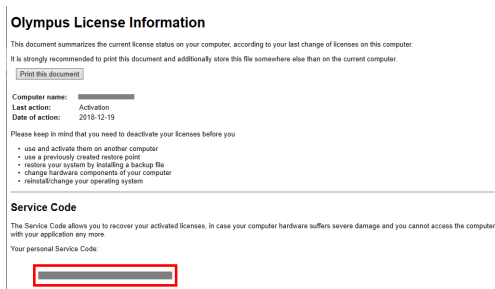 Olympus License Information
This document summarizes the current license status on your computer, according to your last change of licenses on this computer.
It is strongly recommended to print this document and additionally store this file somewhere else than on the current computer.
Print this document
Computer name:
Last action: Activation
Date of action: 2018-12-19
Please keep in mind that you need to deactivate your licenses before you
• use and activate them on another computer
• use a previously created restore point
• restore your system by installing a backup file
• change hardware components of your computer
• reinstall/change your operating system
Service Code
The Service Code allows you to recover your activated licenses, in case your computer hardware suffers severe damage and you cannot access the computer
with your application any more.
Your personal Service Code: